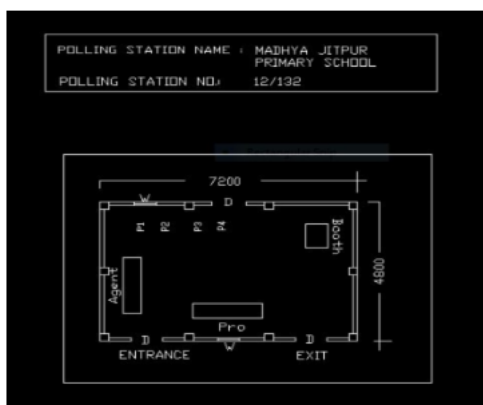 POLLING STATION NAME : MADHYA JITPUR
PRIMARY SCHOOL
POLLING STATION NO.: 12/132
7200
W
D
P1 P2 P3 P4
Booth
4800
Agent
Pro
D W D
ENTRANCE EXIT